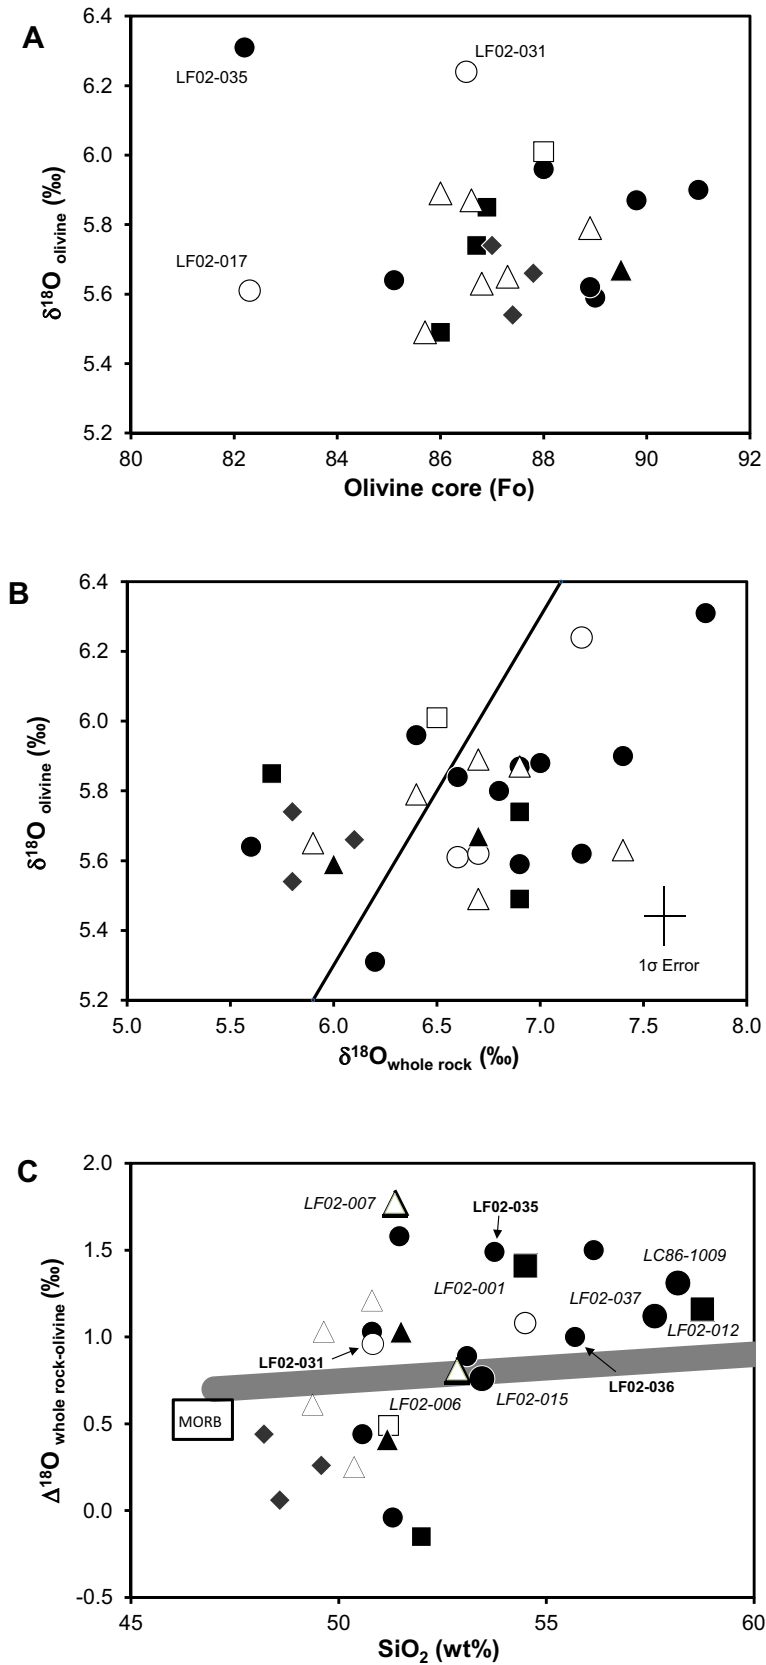 A
6.4
6.2
6.0
5.8
5.6
5.4
5.2
δ¹⁸O olivine (‰)
LF02-035
LF02-031
LF02-017
80 82 84 86 88 90 92
Olivine core (Fo)
B
6.4
6.2
6.0
5.8
5.6
5.4
5.2
δ¹⁸O olivine (‰)
1σ Error
5.0 5.5 6.0 6.5 7.0 7.5 8.0
δ¹⁸O whole rock (‰)
C
2.0
1.5
1.0
0.5
0.0
-0.5
Δ¹⁸O whole rock-olivine (‰)
LF02-007
LF02-035
LC86-1009
LF02-001
LF02-037
LF02-012
LF02-031
LF02-036
LF02-006
LF02-015
MORB
45 50 55 60
SiO₂ (wt%)